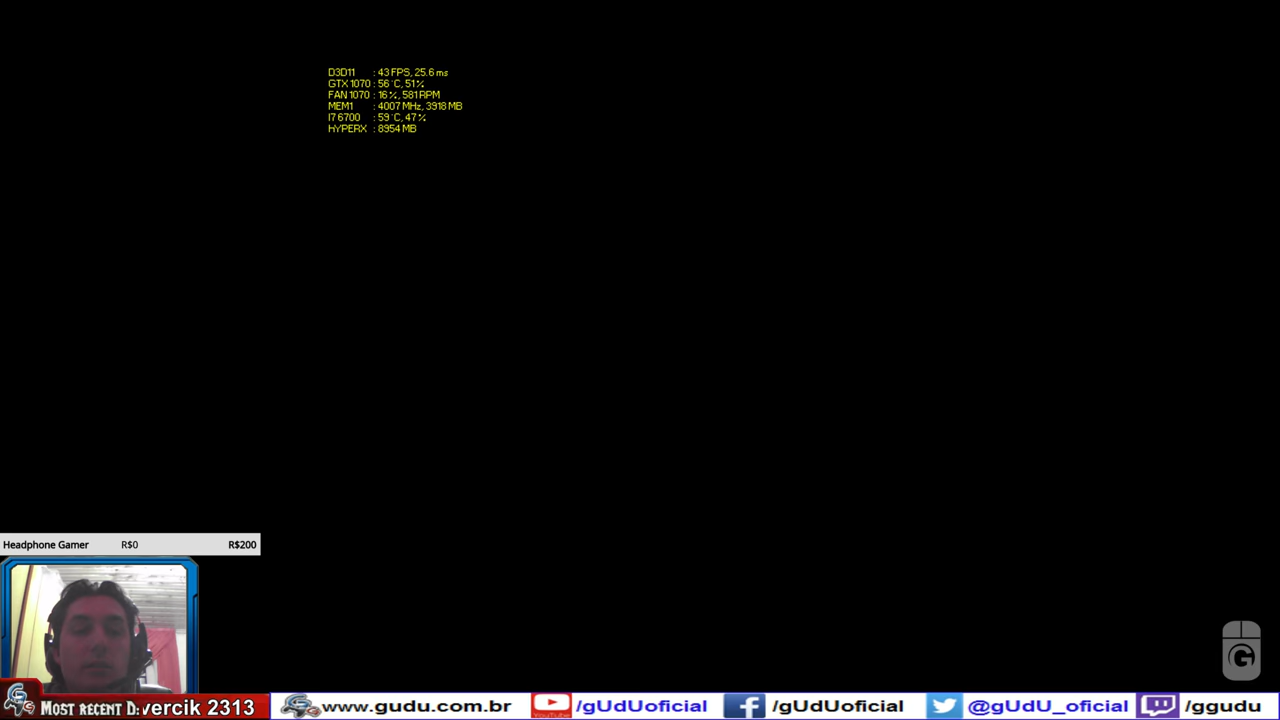 D3D11 : 43 FPS, 25.6 ms
GTX 1070 : 56°C, 51%
FAN 1070 : 16%, 581 RPM
MEM1 : 4007 MHz, 3918 MB
I7 6700 : 59°C, 47%
HYPERX : 8954 MB
Headphone Gamer R$0 R$200
G
Most recent D: vercik 2313 www.gudu.com.br YouTube /gUdUoficial /gUdUoficial @gUdU_oficial /ggudu